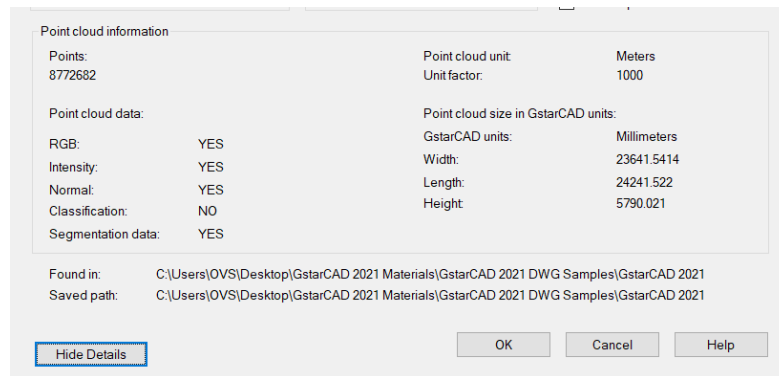 Point cloud information
Points:
8772682
Point cloud unit: Meters
Unit factor: 1000
Point cloud data:
RGB: YES
Intensity: YES
Normal: YES
Classification: NO
Segmentation data: YES
Point cloud size in GstarCAD units:
GstarCAD units: Millimeters
Width: 23641.5414
Length: 24241.522
Height: 5790.021
Found in: C:\Users\OVS\Desktop\GstarCAD 2021 Materials\GstarCAD 2021 DWG Samples\GstarCAD 2021
Saved path: C:\Users\OVS\Desktop\GstarCAD 2021 Materials\GstarCAD 2021 DWG Samples\GstarCAD 2021
Hide Details
OK
Cancel
Help